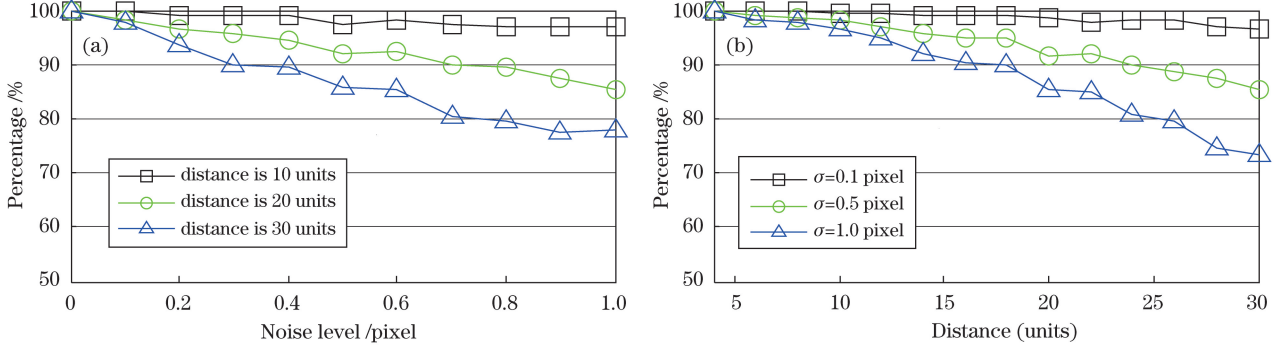 100
90
80
70
60
50
Percentage /%
(a)
distance is 10 units
distance is 20 units
distance is 30 units
0 0.2 0.4 0.6 0.8 1.0
Noise level /pixel
100
90
80
70
60
50
Percentage /%
(b)
σ=0.1 pixel
σ=0.5 pixel
σ=1.0 pixel
5 10 15 20 25 30
Distance (units)